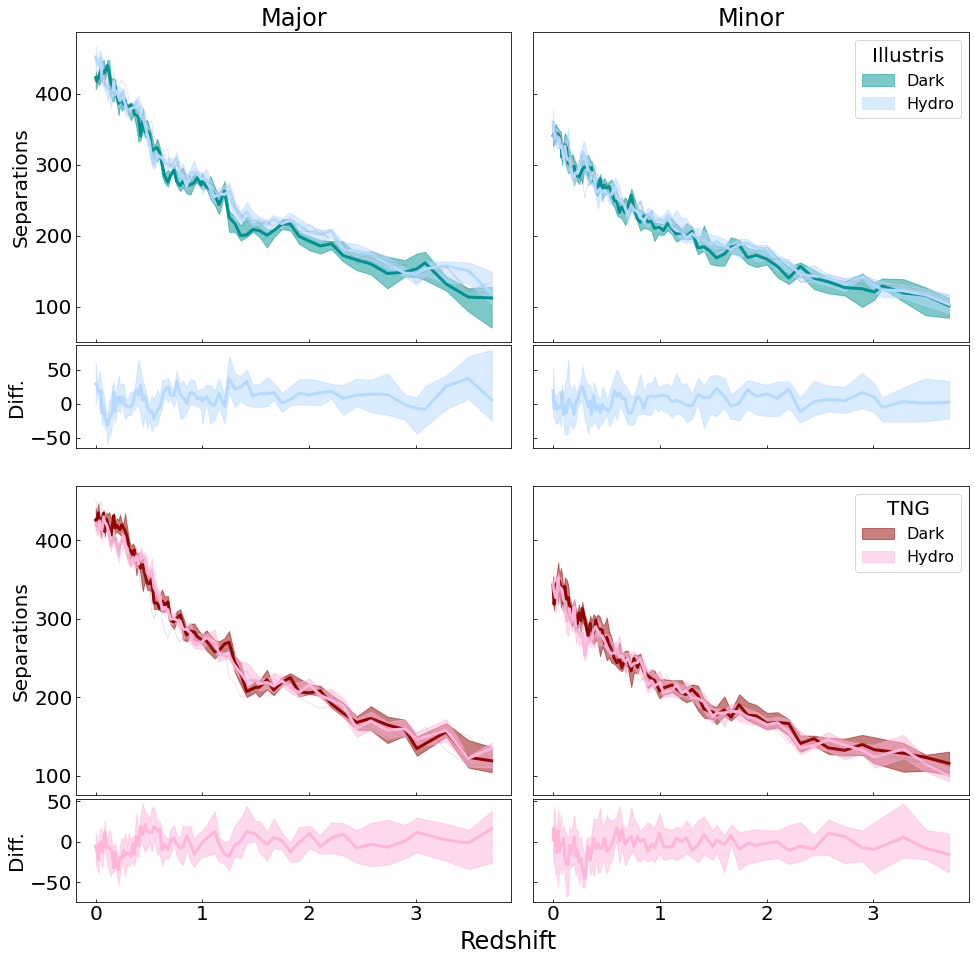 Major
Minor
Separations
400
300
200
100
Illustris
Dark
Hydro
Diff.
50
0
−50
Separations
400
300
200
100
TNG
Dark
Hydro
Diff.
50
0
−50
0 1 2 3
0 1 2 3
Redshift